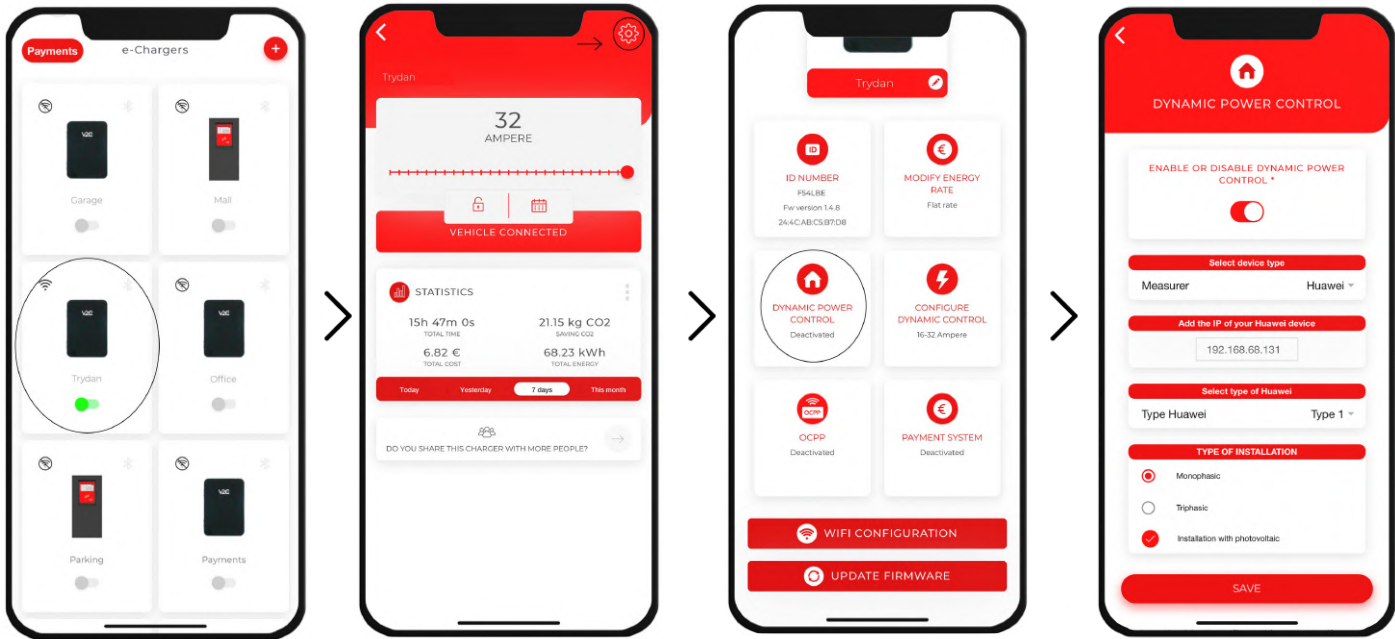 Payments
e-Chargers
+
V2C
Garage
Mall
V2C
Trydan
V2C
Office
Parking
V2C
Payments
Trydan
32
AMPERE
VEHICLE CONNECTED
STATISTICS
15h 47m 0s
TOTAL TIME
21.15 kg CO2
SAVING CO2
6.82 €
TOTAL COST
68.23 kWh
TOTAL ENERGY
Today
Yesterday
7 days
This month
DO YOU SHARE THIS CHARGER WITH MORE PEOPLE?
Trydan
ID
ID NUMBER
F54LBE
Fw version 1.4.8
24:4C:AB:C5:B7:D8
€
MODIFY ENERGY
RATE
Flat rate
DYNAMIC POWER
CONTROL
Deactivated
CONFIGURE
DYNAMIC CONTROL
16-32 Ampere
OCPP
OCPP
Deactivated
€
PAYMENT SYSTEM
Deactivated
WIFI CONFIGURATION
UPDATE FIRMWARE
DYNAMIC POWER CONTROL
ENABLE OR DISABLE DYNAMIC POWER
CONTROL *
Select device type
Measurer Huawei
Add the IP of your Huawei device
192.168.68.131
Select type of Huawei
Type Huawei Type 1
TYPE OF INSTALLATION
Monophasic
Triphasic
Installation with photovoltaic
SAVE